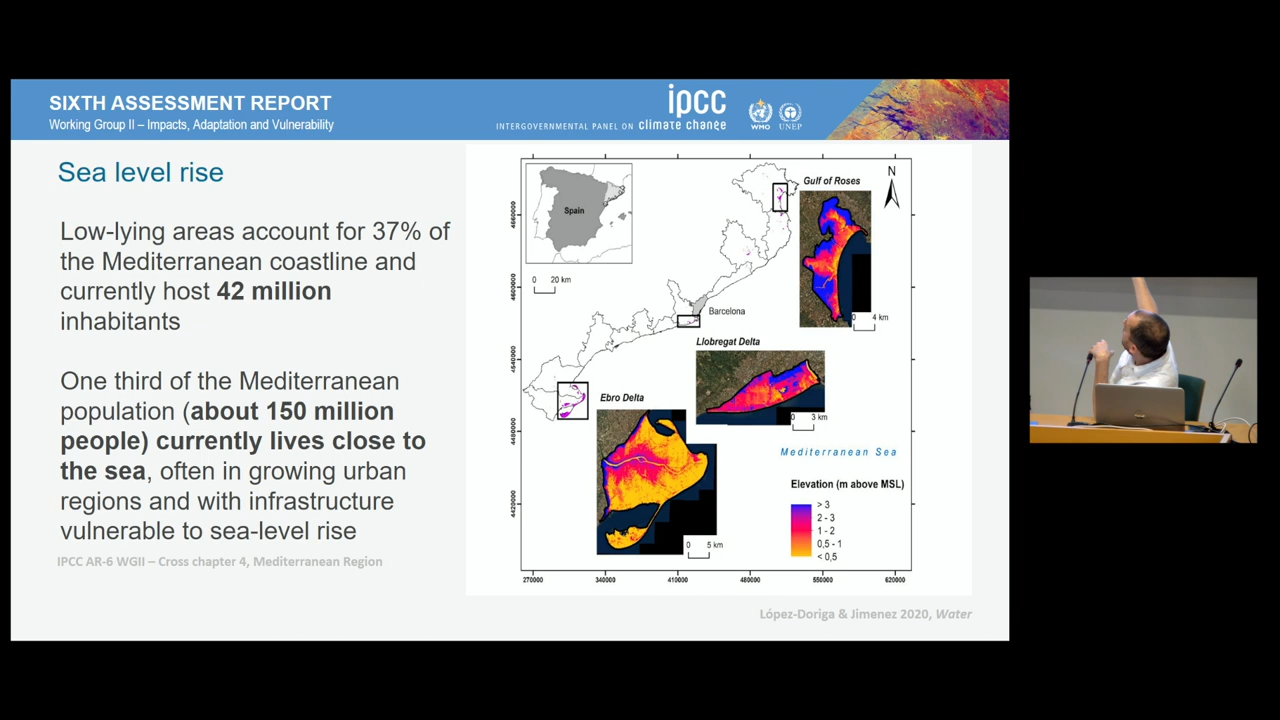 SIXTH ASSESSMENT REPORT
Working Group II – Impacts, Adaptation and Vulnerability
ipcc
INTERGOVERNMENTAL PANEL ON climate change
WMO
UNEP
Sea level rise
Low-lying areas account for 37% of
the Mediterranean coastline and
currently host 42 million
inhabitants
One third of the Mediterranean
population (about 150 million
people) currently lives close to
the sea, often in growing urban
regions and with infrastructure
vulnerable to sea-level rise
IPCC AR-6 WGII – Cross chapter 4, Mediterranean Region
Spain
0 20 km
Gulf of Roses
N
0 4 km
Barcelona
Llobregat Delta
0 3 km
Ebro Delta
0 5 km
Mediterranean Sea
Elevation (m above MSL)
> 3
2 - 3
1 - 2
0,5 - 1
< 0,5
4660000
4600000
4540000
4480000
4420000
270000 340000 410000 480000 550000 620000
López-Doriga & Jimenez 2020, Water